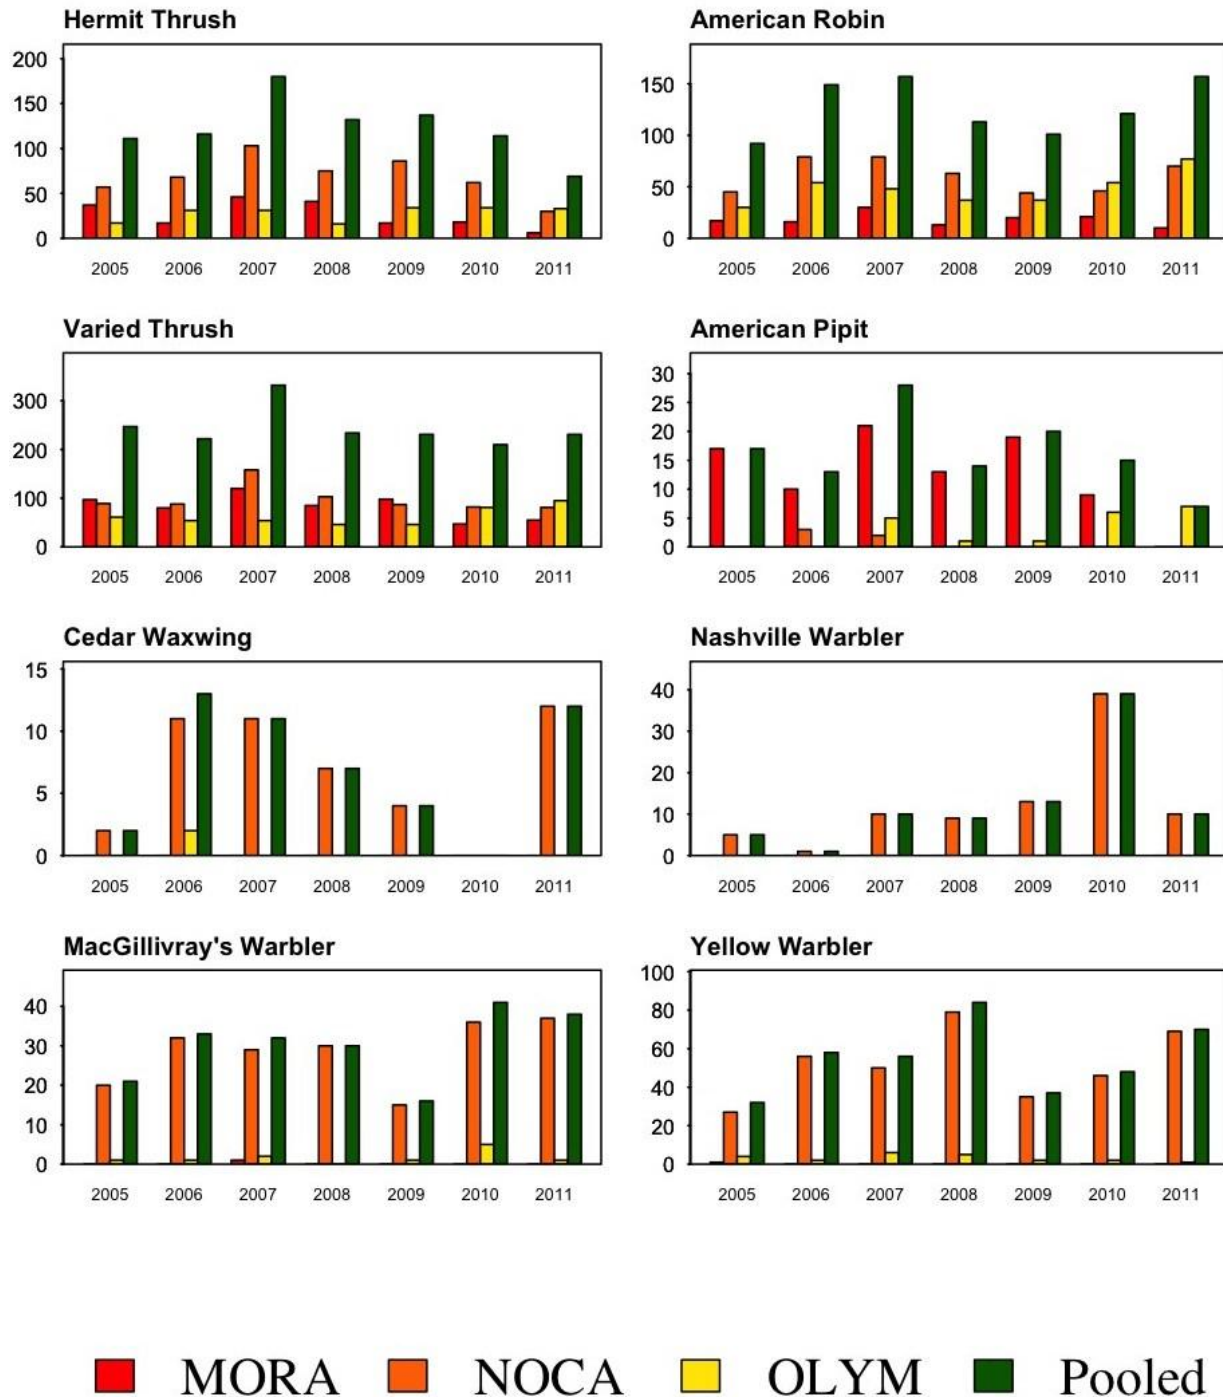 Hermit Thrush
200
150
100
50
0
2005 2006 2007 2008 2009 2010 2011
American Robin
150
100
50
0
2005 2006 2007 2008 2009 2010 2011
Varied Thrush
300
200
100
0
2005 2006 2007 2008 2009 2010 2011
American Pipit
30
25
20
15
10
5
0
2005 2006 2007 2008 2009 2010 2011
Cedar Waxwing
15
10
5
0
2005 2006 2007 2008 2009 2010 2011
Nashville Warbler
40
30
20
10
0
2005 2006 2007 2008 2009 2010 2011
MacGillivray's Warbler
40
30
20
10
0
2005 2006 2007 2008 2009 2010 2011
Yellow Warbler
100
80
60
40
20
0
2005 2006 2007 2008 2009 2010 2011
MORA NOCA OLYM Pooled